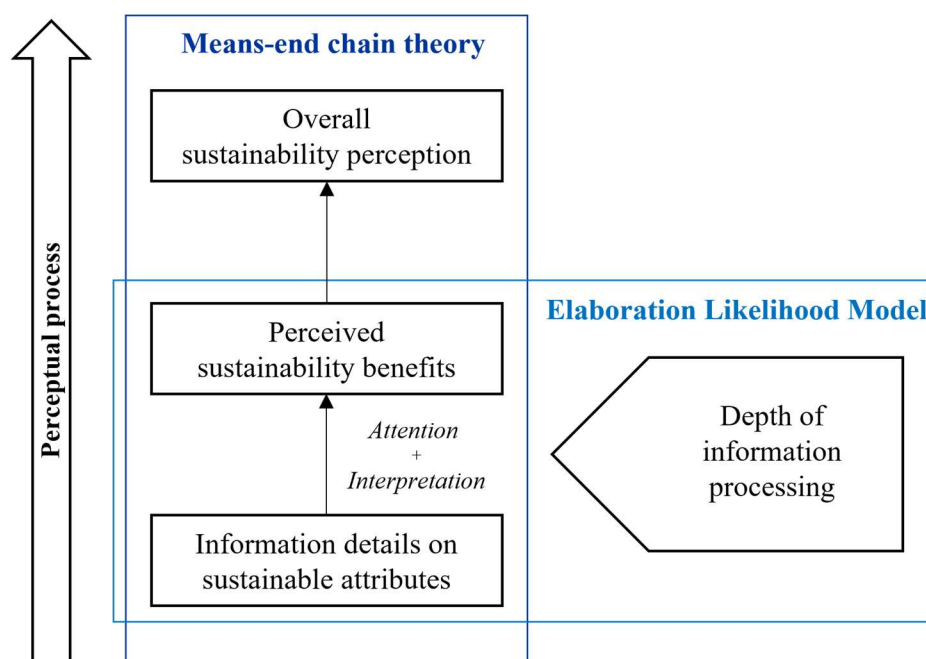 Means-end chain theory
Overall
sustainability perception
Perceptual process
Elaboration Likelihood Model
Perceived
sustainability benefits
Attention
+
Interpretation
Depth of
information
processing
Information details on
sustainable attributes